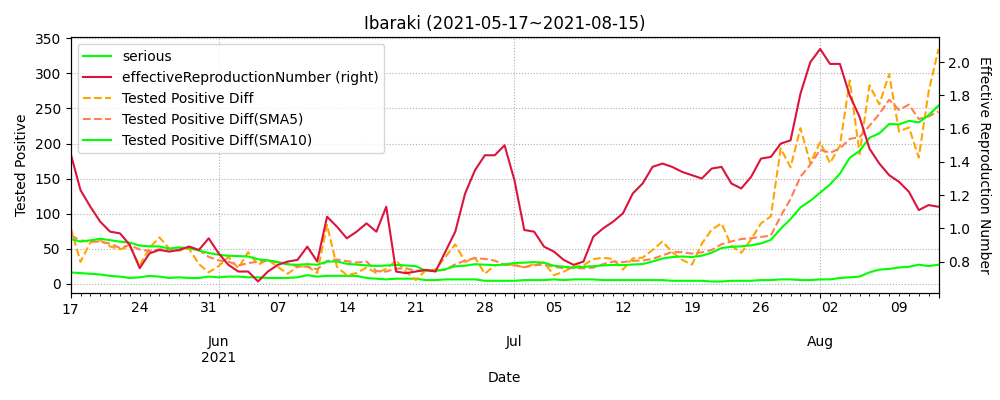 Ibaraki (2021-05-17~2021-08-15)
350
300
250
200
150
100
50
0
Tested Positive
serious
effectiveReproductionNumber (right)
Tested Positive Diff
Tested Positive Diff(SMA5)
Tested Positive Diff(SMA10)
2.0
1.8
1.6
1.4
1.2
1.0
0.8
Effective Reproduction Number
17 24 31 07 14 21 28 05 12 19 26 02 09
Jun Jul Aug
2021
Date